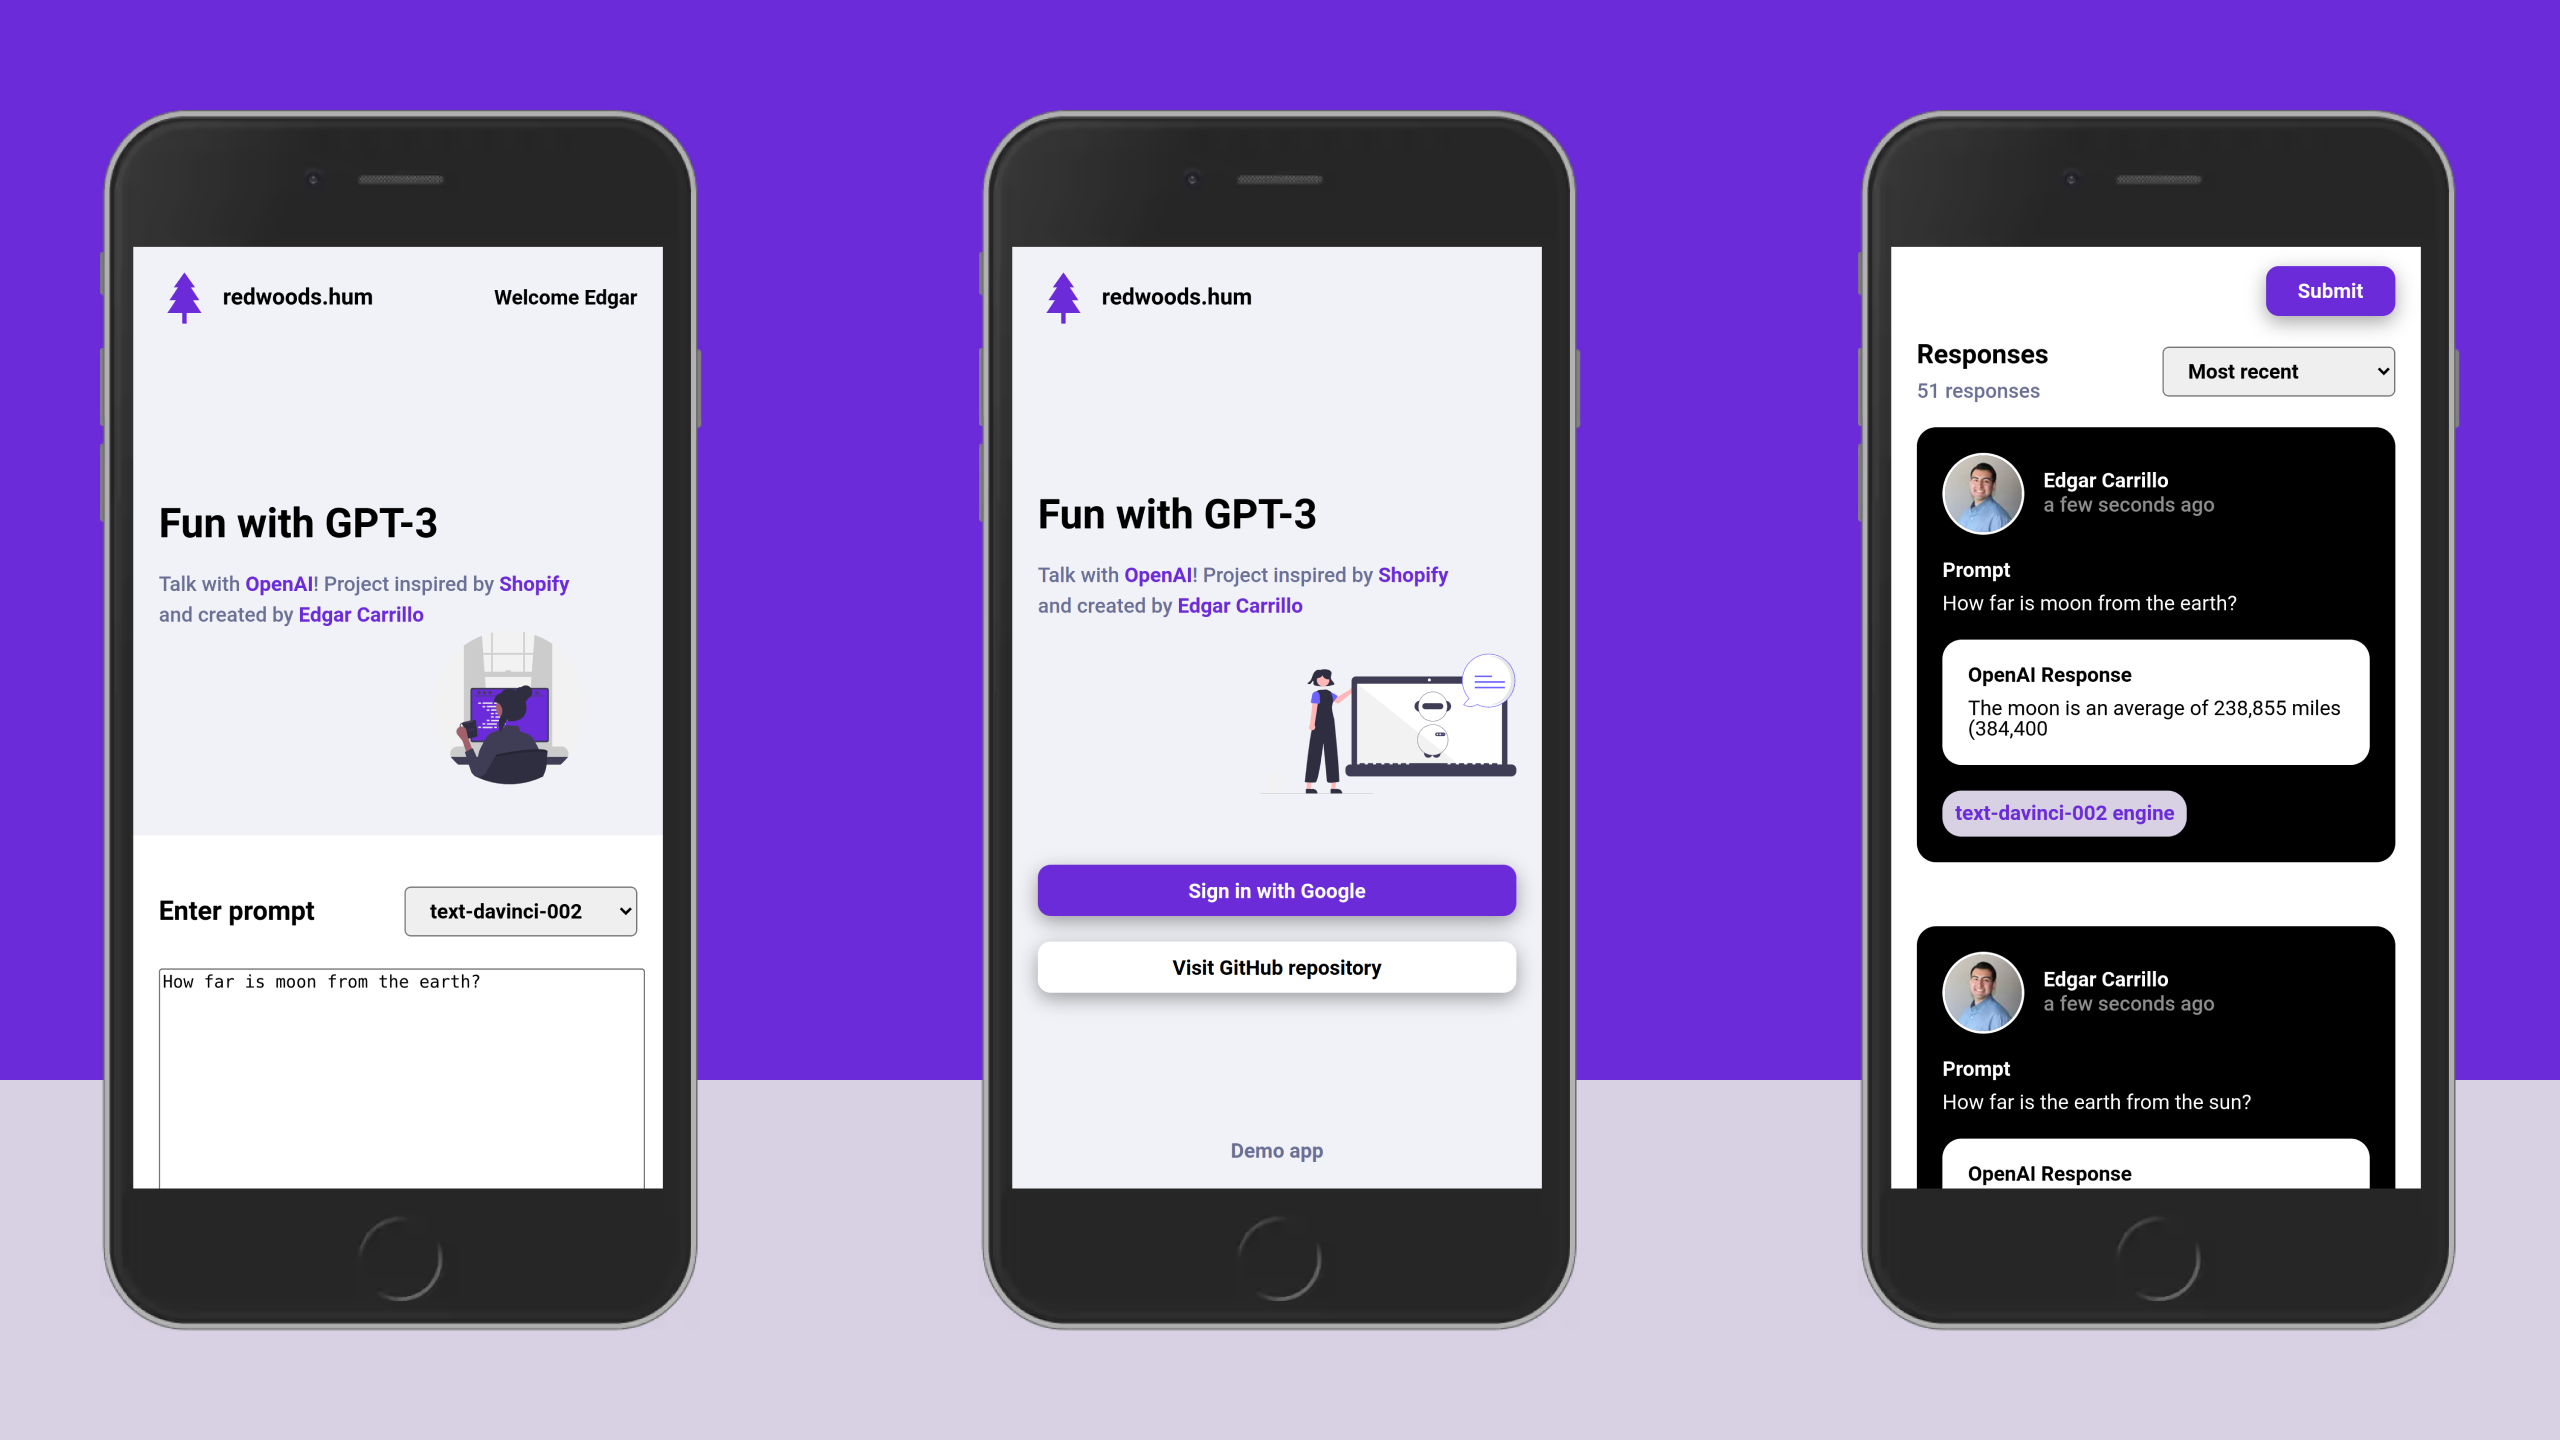 redwoods.hum
Welcome Edgar
Fun with GPT-3
Talk with OpenAI! Project inspired by Shopify
and created by Edgar Carrillo
Enter prompt
text-davinci-002
How far is moon from the earth?
redwoods.hum
Fun with GPT-3
Talk with OpenAI! Project inspired by Shopify
and created by Edgar Carrillo
Sign in with Google
Visit GitHub repository
Demo app
Submit
Responses
51 responses
Most recent
Edgar Carrillo
a few seconds ago
Prompt
How far is moon from the earth?
OpenAI Response
The moon is an average of 238,855 miles
(384,400
text-davinci-002 engine
Edgar Carrillo
a few seconds ago
Prompt
How far is the earth from the sun?
OpenAI Response